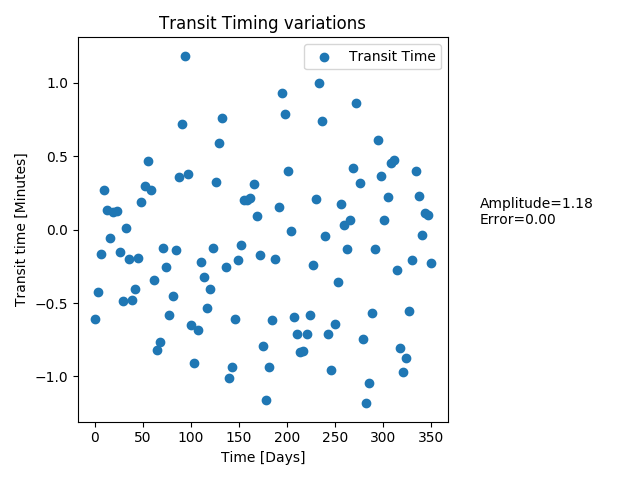 Transit Timing variations
Transit Time
1.0
0.5
0.0
−0.5
−1.0
Transit time [Minutes]
0 50 100 150 200 250 300 350
Time [Days]
Amplitude=1.18
Error=0.00